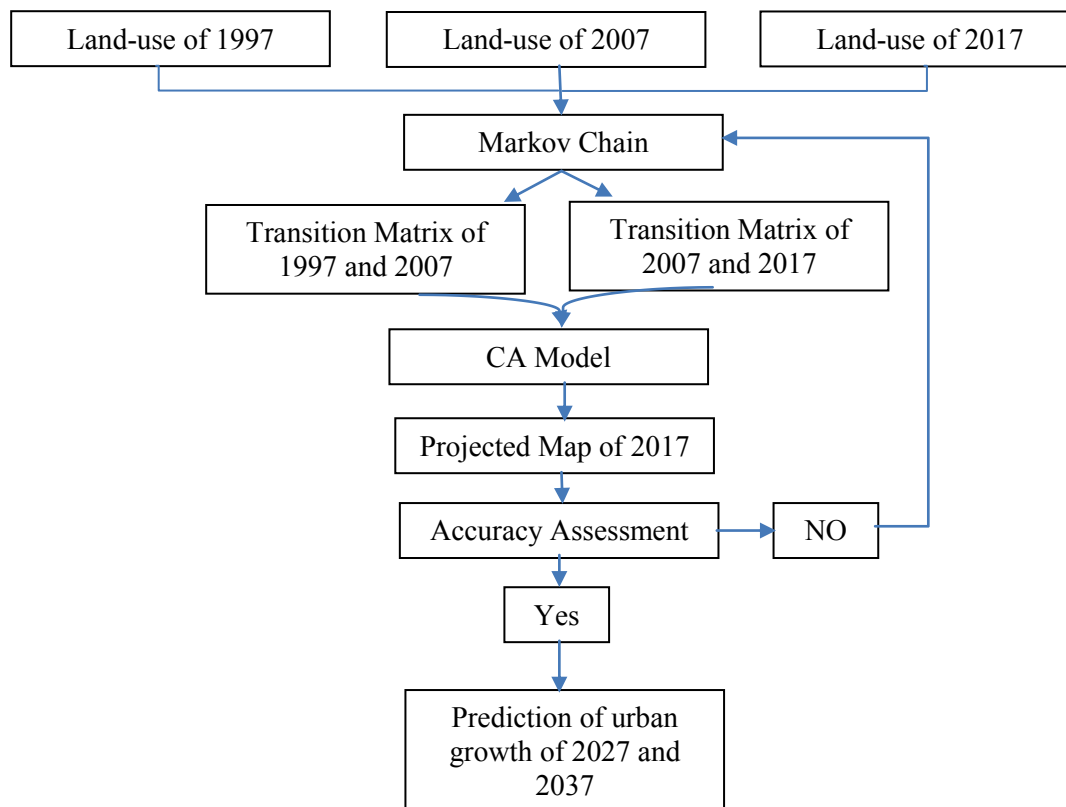 Land-use of 1997
Land-use of 2007
Land-use of 2017
Markov Chain
Transition Matrix of
1997 and 2007
Transition Matrix of
2007 and 2017
CA Model
Projected Map of 2017
Accuracy Assessment
NO
Yes
Prediction of urban
growth of 2027 and
2037